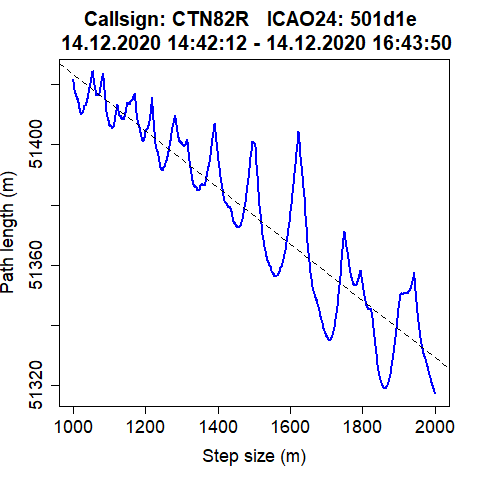 Callsign: CTN82R   ICAO24: 501d1e
14.12.2020 14:42:12 - 14.12.2020 16:43:50
Path length (m)
51400
51360
51320
1000 1200 1400 1600 1800 2000
Step size (m)